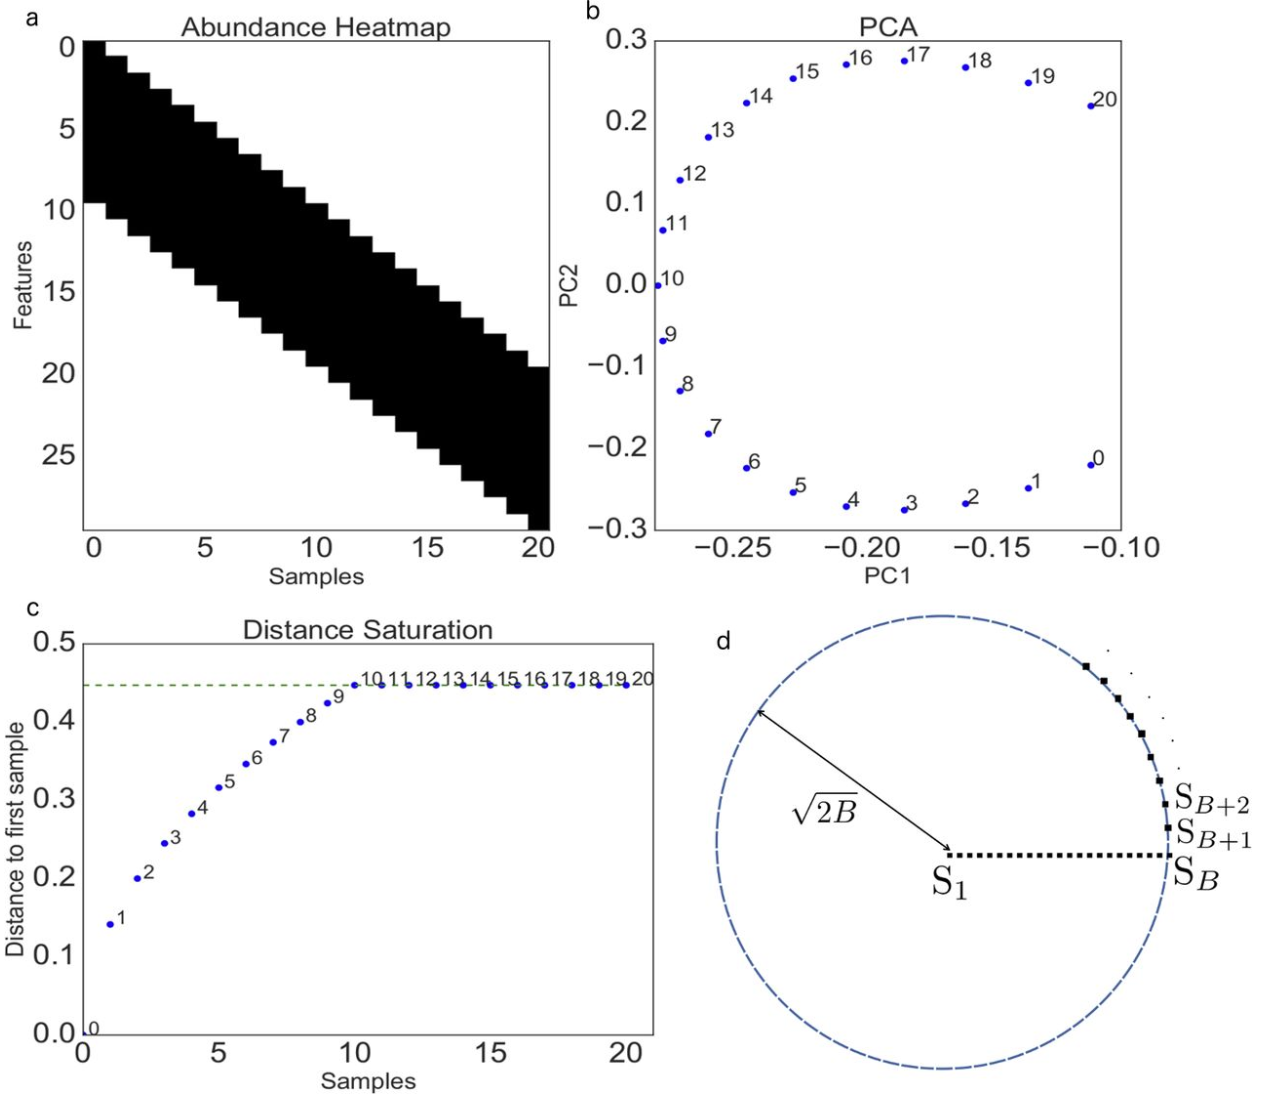 a
Abundance Heatmap
0
5
10
15
20
25
Features
0 5 10 15 20
Samples
b
PCA
0.3
0.2
0.1
0.0
−0.1
−0.2
−0.3
PC2
17
16 18
15 19
14 20
13
12
11
10
9
8
7
6
5
4
3
2
1
0
−0.25 −0.20 −0.15 −0.10
PC1
c
Distance Saturation
0.5
0.4
0.3
0.2
0.1
0.0
Distance to first sample
0
1
2
3
4
5
6
7
8
9
10 11 12 13 14 15 16 17 18 19 20
0 5 10 15 20
Samples
d
√2B
S_{B+2}
S_{B+1}
S_B
S_1